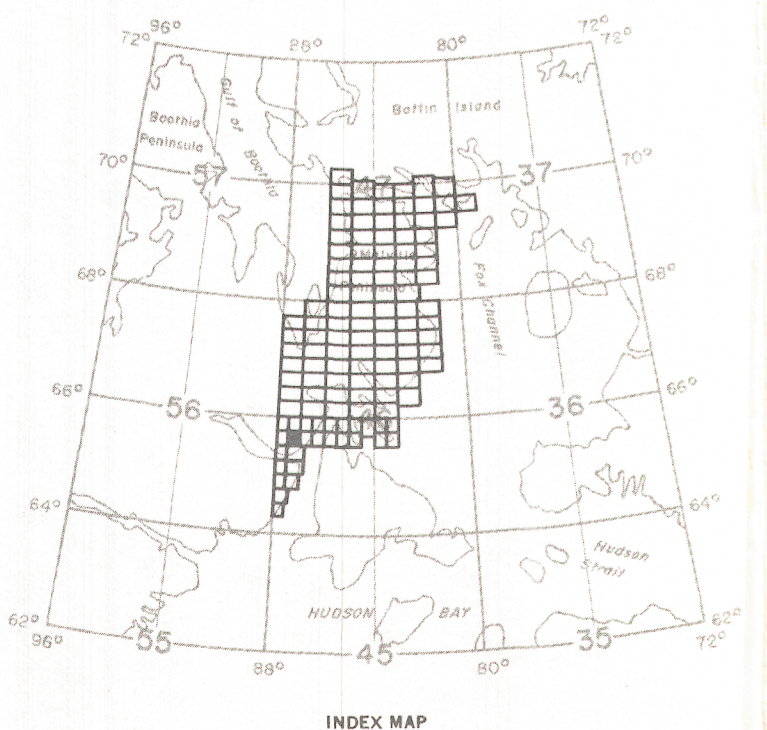 96°
72°
88°
80°
72°
72°
Gulf of Boothia
Baffin Island
Boothia
Peninsula
70°
57
47
37
70°
Melville
Peninsula
68°
Fox Channel
68°
66°
56
46
36
66°
64°
64°
Hudson
Strait
HUDSON BAY
62°
96°
55
88°
45
80°
35
62°
72°
INDEX MAP